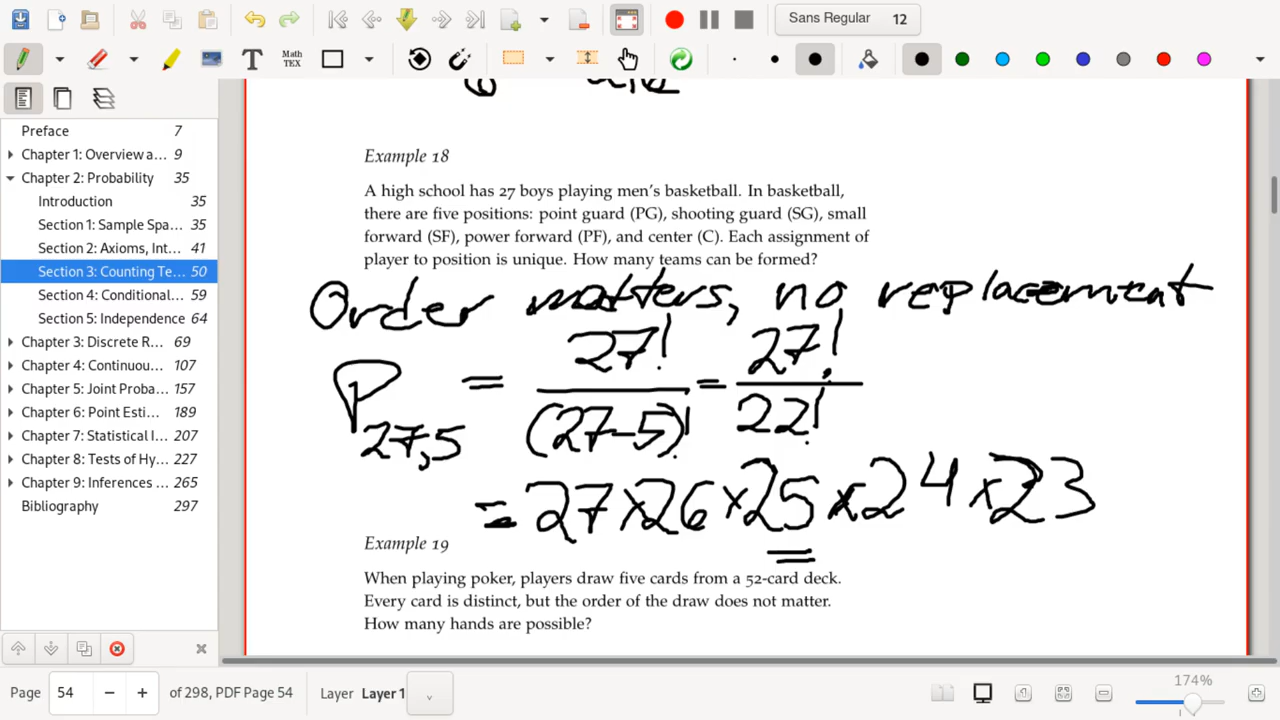 Sans Regular 12
Math TEX
Preface 7
Chapter 1: Overview a... 9
Chapter 2: Probability 35
Introduction 35
Section 1: Sample Spa... 35
Section 2: Axioms, Int... 41
Section 3: Counting Te... 50
Section 4: Conditional... 59
Section 5: Independence 64
Chapter 3: Discrete R... 69
Chapter 4: Continuou... 107
Chapter 5: Joint Proba... 157
Chapter 6: Point Esti... 189
Chapter 7: Statistical I... 207
Chapter 8: Tests of Hy... 227
Chapter 9: Inferences ... 265
Bibliography 297
Example 18
A high school has 27 boys playing men's basketball. In basketball,
there are five positions: point guard (PG), shooting guard (SG), small
forward (SF), power forward (PF), and center (C). Each assignment of
player to position is unique. How many teams can be formed?
Order matters, no replacement
P27,5 = 27!/(27-5)! = 27!/22!
= 27×26×25×24×23
Example 19
When playing poker, players draw five cards from a 52-card deck.
Every card is distinct, but the order of the draw does not matter.
How many hands are possible?
Page 54 of 298, PDF Page 54 Layer Layer 1 174%